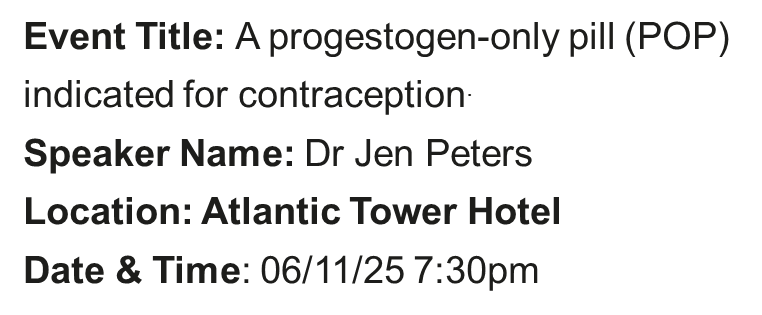 Event Title: A progestogen-only pill (POP)
indicated for contraception.
Speaker Name: Dr Jen Peters
Location: Atlantic Tower Hotel
Date & Time: 06/11/25 7:30pm